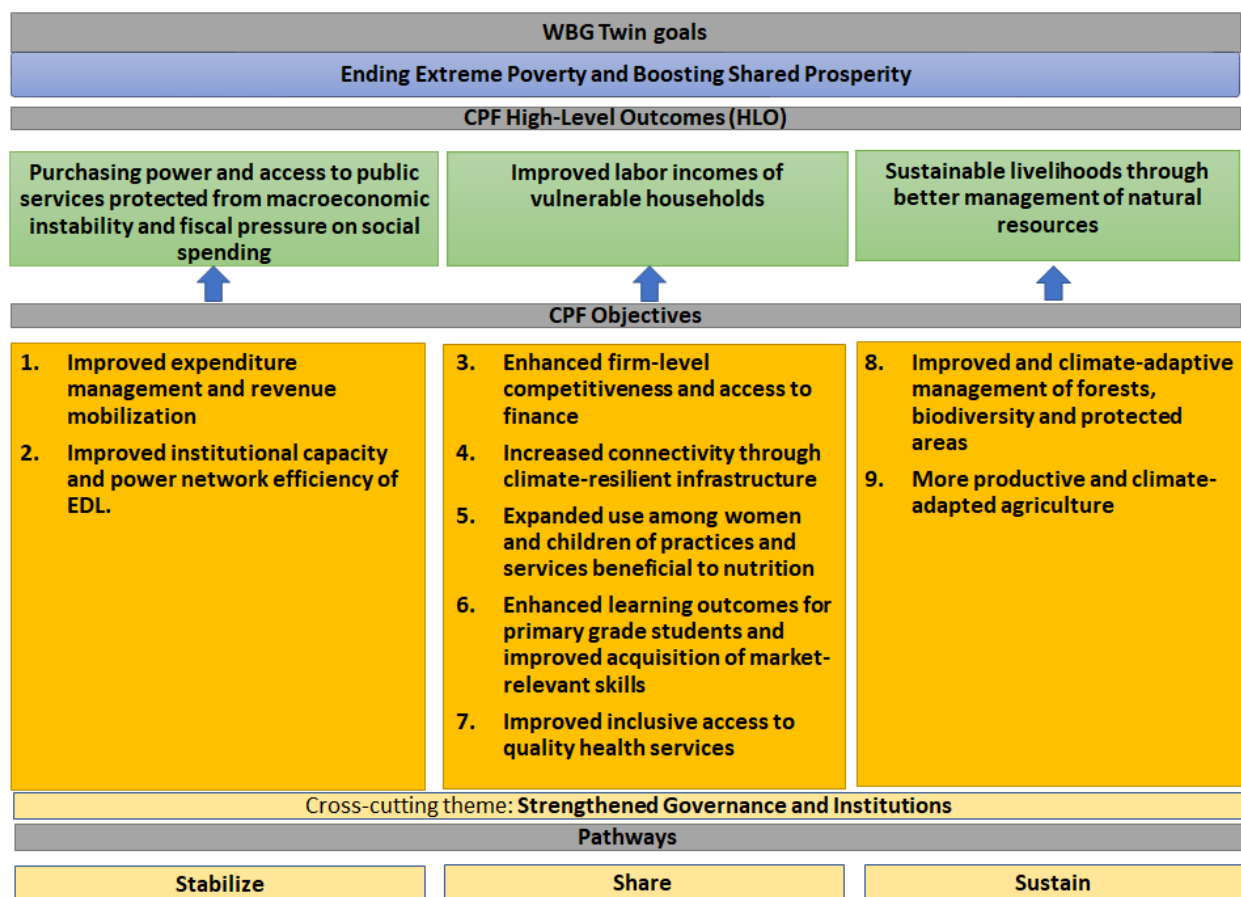 WBG Twin goals
Ending Extreme Poverty and Boosting Shared Prosperity
CPF High-Level Outcomes (HLO)
Purchasing power and access to public
services protected from macroeconomic
instability and fiscal pressure on social
spending
Improved labor incomes of
vulnerable households
Sustainable livelihoods through
better management of natural
resources
CPF Objectives
1. Improved expenditure
management and revenue
mobilization
2. Improved institutional capacity
and power network efficiency of
EDL.
3. Enhanced firm-level
competitiveness and access to
finance
4. Increased connectivity through
climate-resilient infrastructure
5. Expanded use among women
and children of practices and
services beneficial to nutrition
6. Enhanced learning outcomes for
primary grade students and
improved acquisition of market-
relevant skills
7. Improved inclusive access to
quality health services
8. Improved and climate-adaptive
management of forests,
biodiversity and protected
areas
9. More productive and climate-
adapted agriculture
Cross-cutting theme: Strengthened Governance and Institutions
Pathways
Stabilize
Share
Sustain